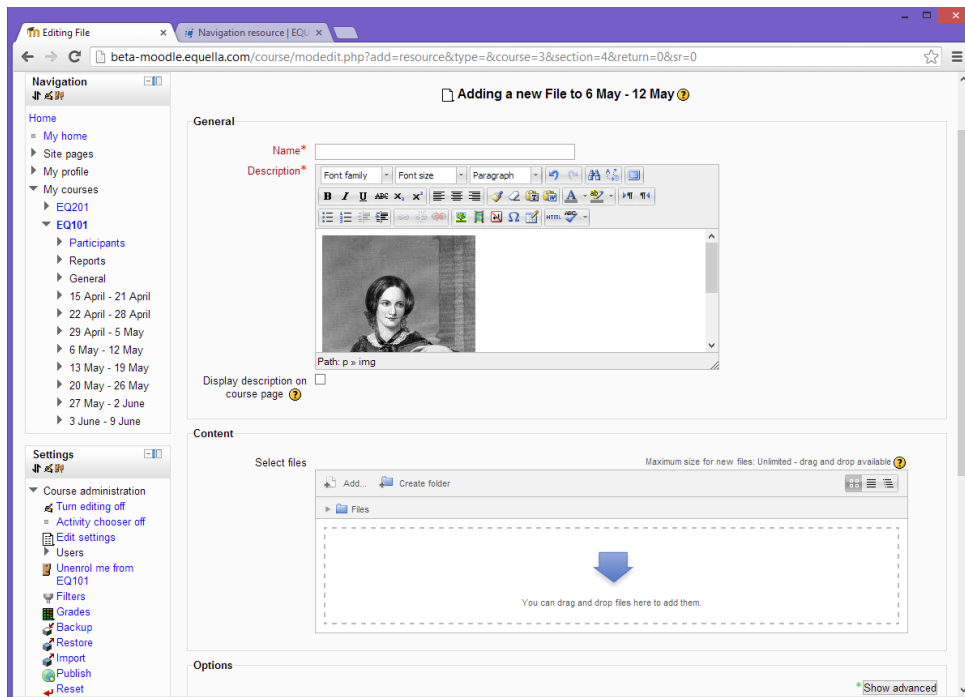 Editing File
Navigation resource | EQU
beta-moodle.equella.com/course/modedit.php?add=resource&type=&course=3&section=4&return=0&sr=0
Navigation
Home
My home
Site pages
My profile
My courses
EQ201
EQ101
Participants
Reports
General
15 April - 21 April
22 April - 28 April
29 April - 5 May
6 May - 12 May
13 May - 19 May
20 May - 26 May
27 May - 2 June
3 June - 9 June
Settings
Course administration
Turn editing off
Activity chooser off
Edit settings
Users
Unenrol me from
EQ101
Filters
Grades
Backup
Restore
Import
Publish
Reset
Adding a new File to 6 May - 12 May
General
Name*
Description*
Font family Font size Paragraph
B I U ABC x₂ x² A ab
Ω HTML ABC
Path: p » img
Display description on
course page
Content
Select files
Maximum size for new files: Unlimited - drag and drop available
Add... Create folder
Files
You can drag and drop files here to add them.
Options
* Show advanced